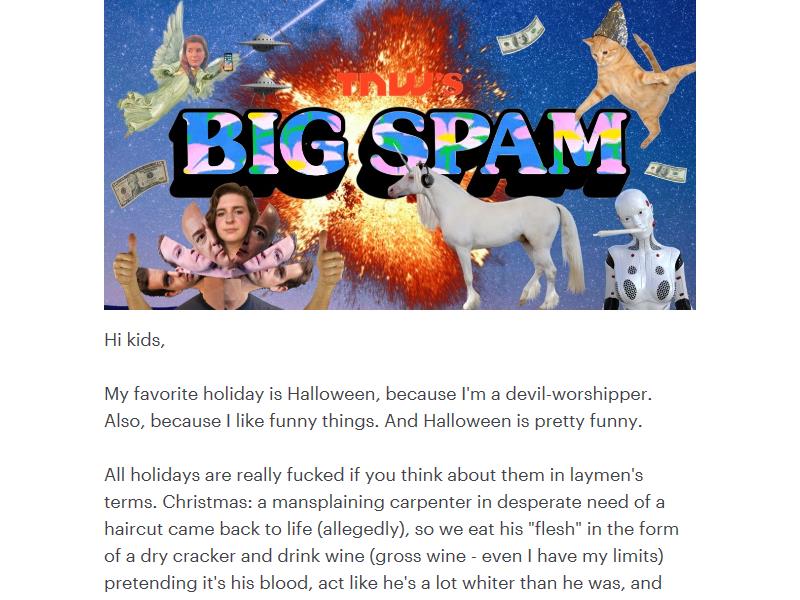 TNW's
BIG SPAM
Hi kids,
My favorite holiday is Halloween, because I'm a devil-worshipper.
Also, because I like funny things. And Halloween is pretty funny.
All holidays are really fucked if you think about them in laymen's
terms. Christmas: a mansplaining carpenter in desperate need of a
haircut came back to life (allegedly), so we eat his "flesh" in the form
of a dry cracker and drink wine (gross wine - even I have my limits)
pretending it's his blood, act like he's a lot whiter than he was, and